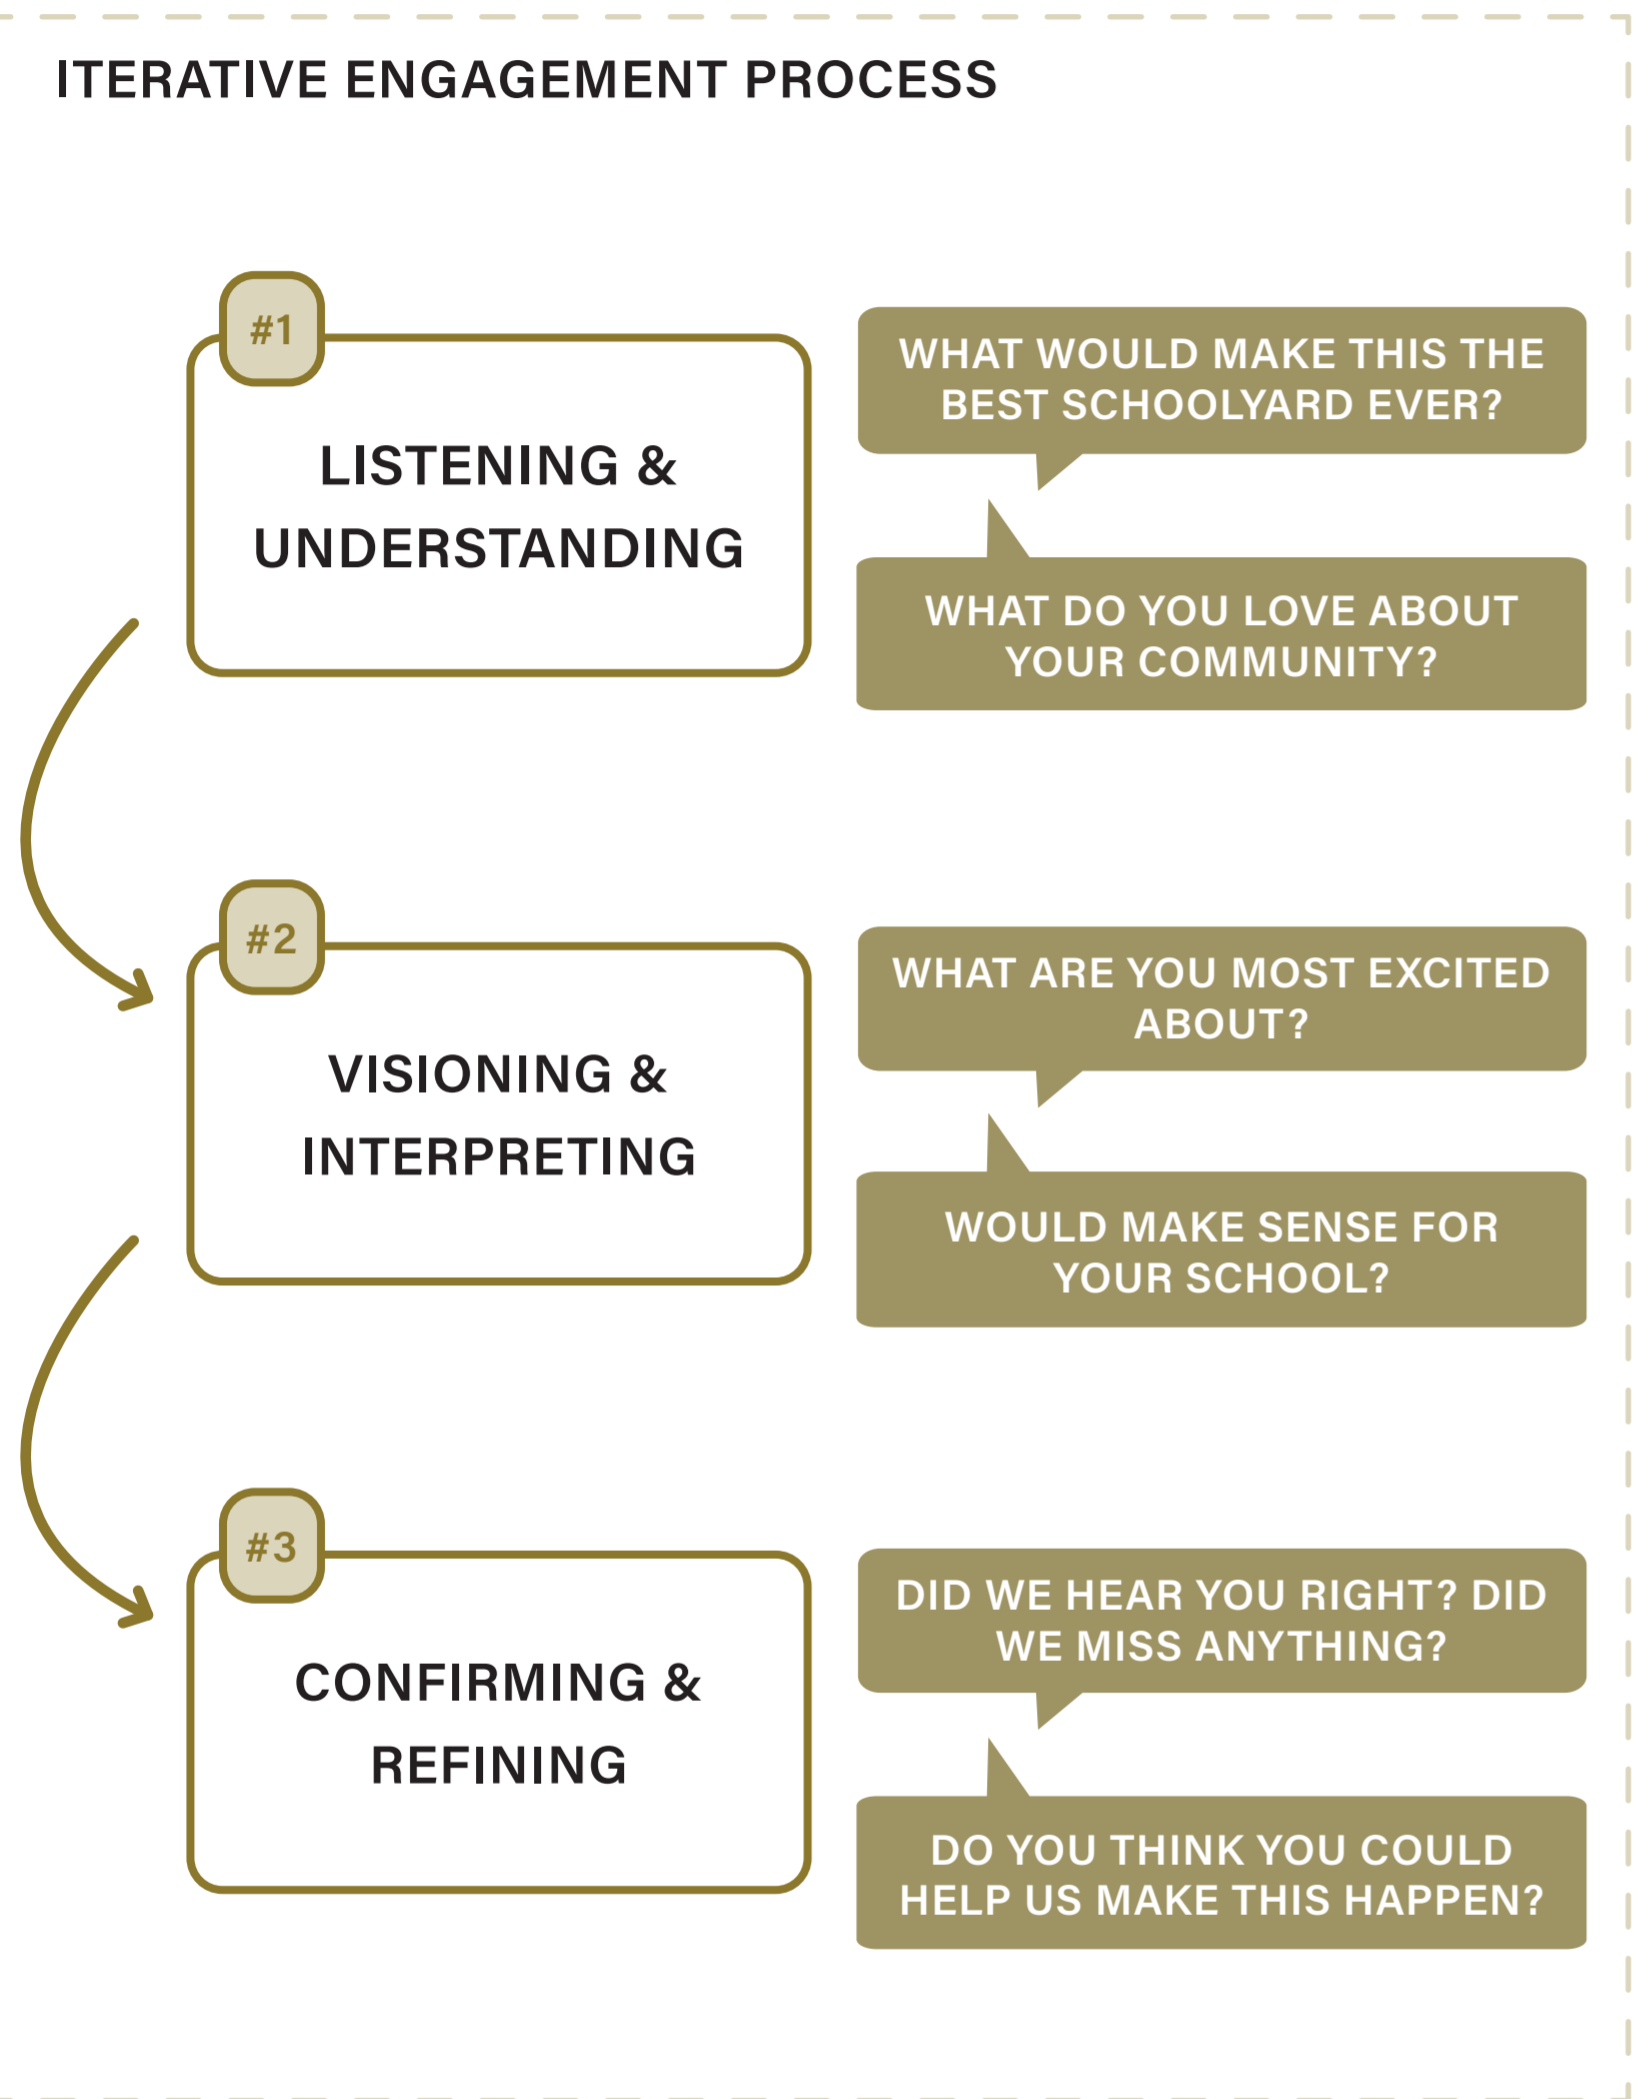 ITERATIVE ENGAGEMENT PROCESS
#1
LISTENING &
UNDERSTANDING
WHAT WOULD MAKE THIS THE
BEST SCHOOLYARD EVER?
WHAT DO YOU LOVE ABOUT
YOUR COMMUNITY?
#2
VISIONING &
INTERPRETING
WHAT ARE YOU MOST EXCITED
ABOUT?
WOULD MAKE SENSE FOR
YOUR SCHOOL?
#3
CONFIRMING &
REFINING
DID WE HEAR YOU RIGHT? DID
WE MISS ANYTHING?
DO YOU THINK YOU COULD
HELP US MAKE THIS HAPPEN?